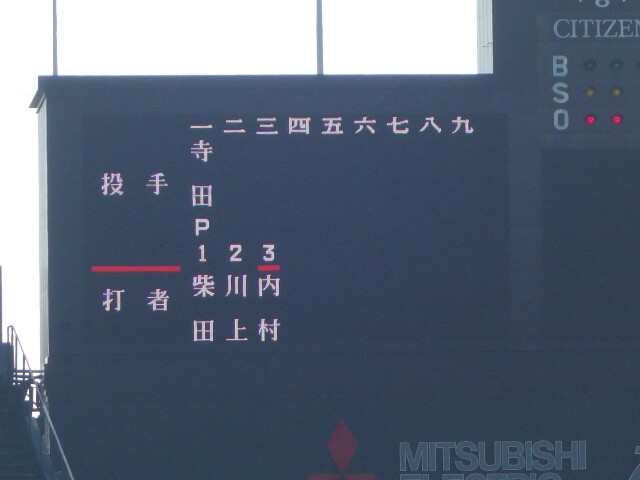 CITIZEN
B
S
O
一 二 三 四 五 六 七 八 九
投手
寺田
P
1 2 3
打者
柴田
川上
内村
MITSUBISHI
ELECTRIC